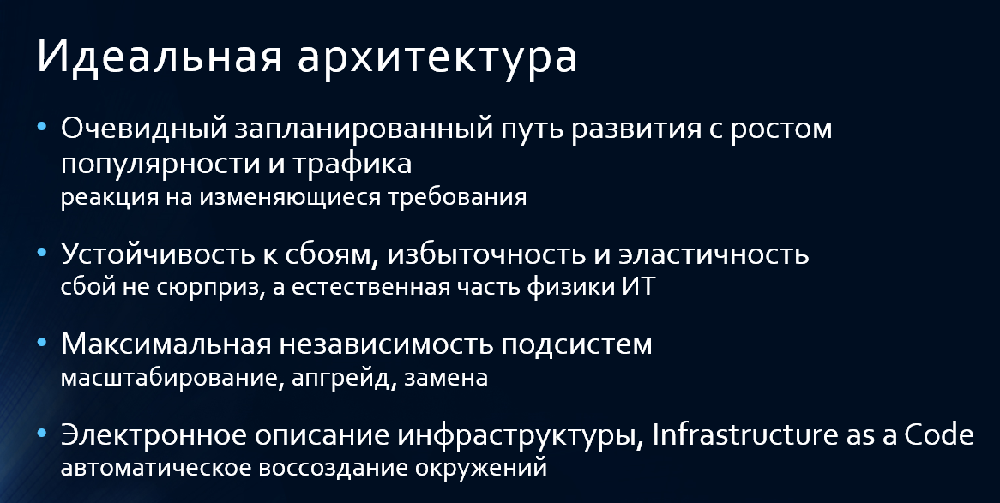 Идеальная архитектура
• Очевидный запланированный путь развития с ростом
популярности и трафика
реакция на изменяющиеся требования
• Устойчивость к сбоям, избыточность и эластичность
сбой не сюрприз, а естественная часть физики ИТ
• Максимальная независимость подсистем
масштабирование, апгрейд, замена
• Электронное описание инфраструктуры, Infrastructure as a Code
автоматическое воссоздание окружений